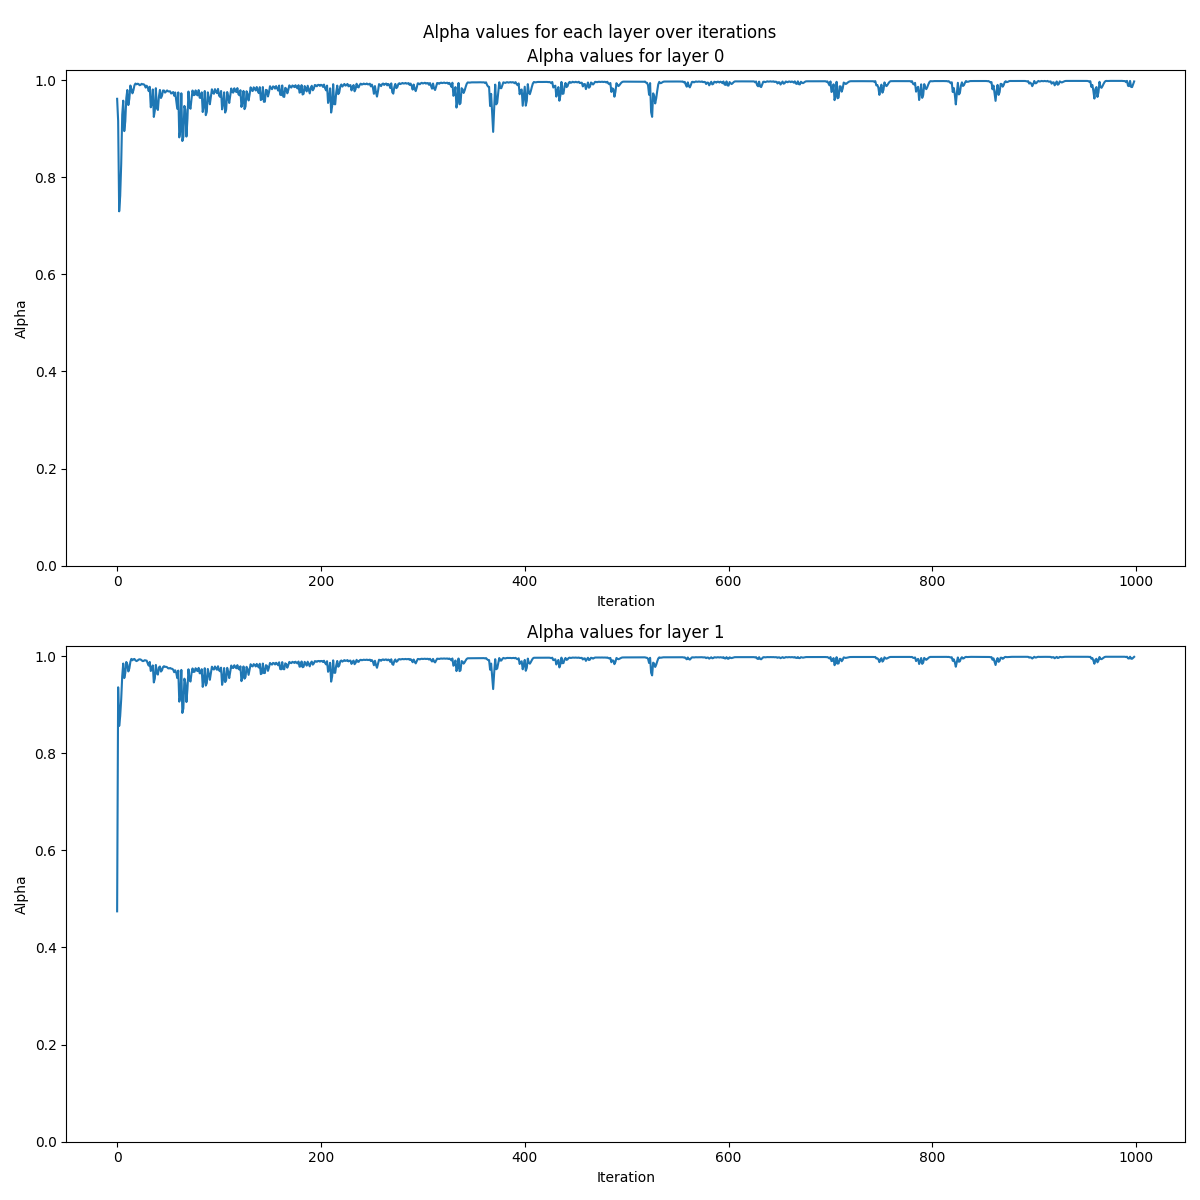 Alpha values for each layer over iterations
Alpha values for layer 0
1.0
0.8
0.6
0.4
0.2
0.0
Alpha
0 200 400 600 800 1000
Iteration
Alpha values for layer 1
1.0
0.8
0.6
0.4
0.2
0.0
Alpha
0 200 400 600 800 1000
Iteration